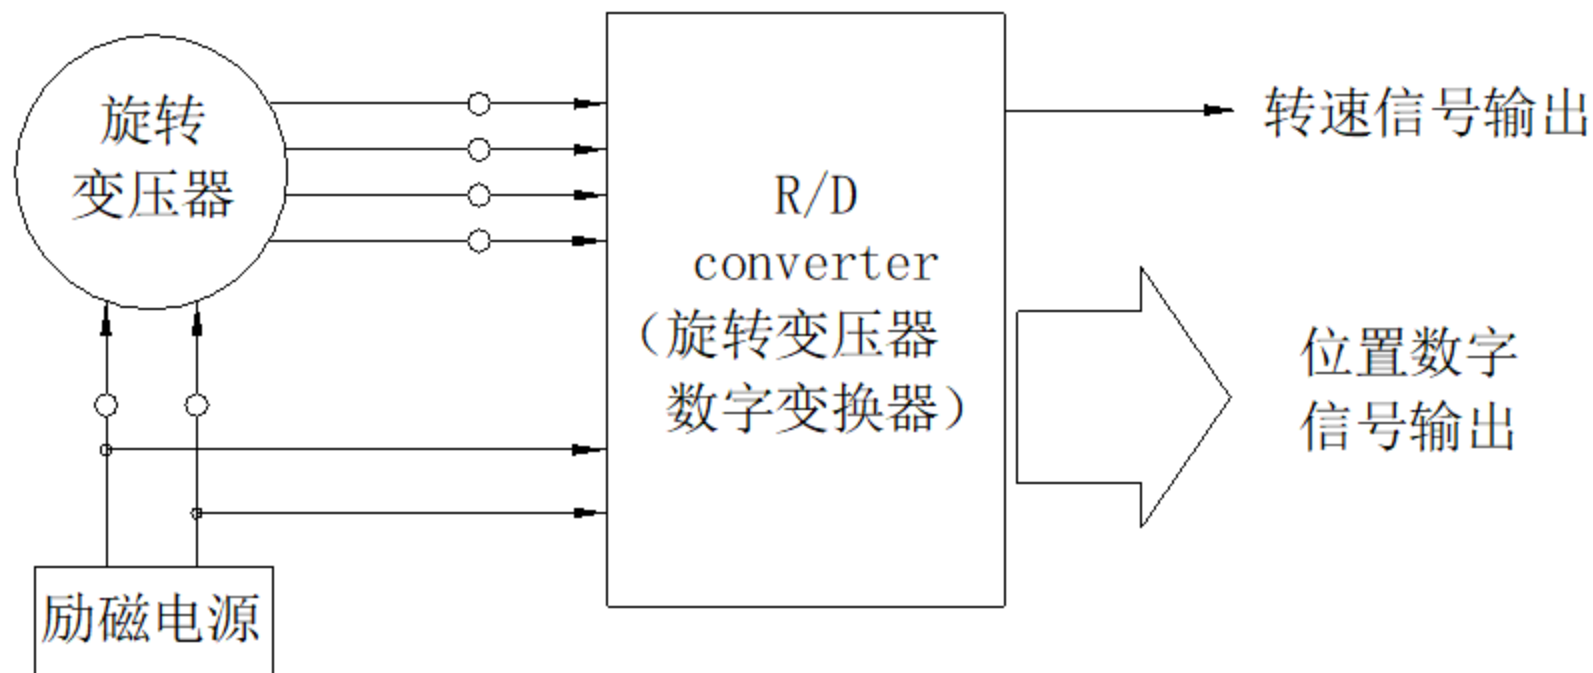 旋转
变压器
R/D
converter
（旋转变压器
数字变换器）
转速信号输出
位置数字
信号输出
励磁电源